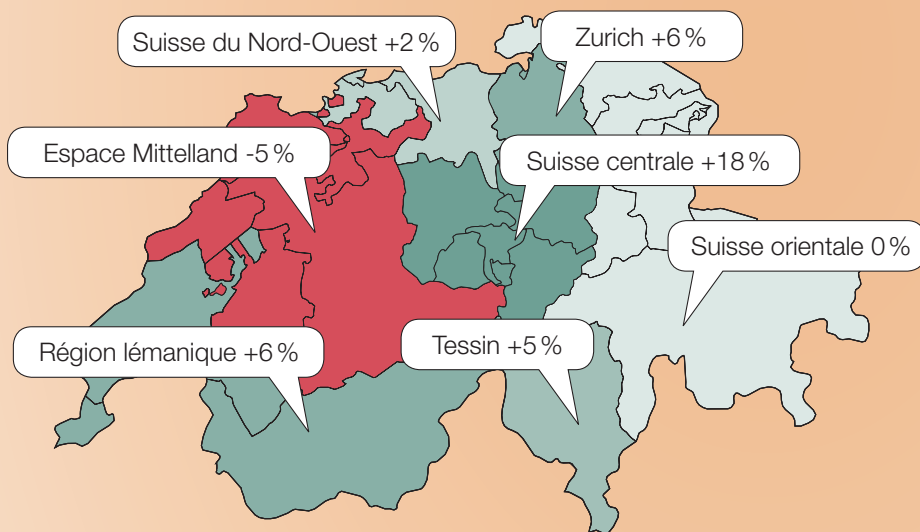 Suisse du Nord-Ouest +2 %
Zurich +6 %
Espace Mittelland -5 %
Suisse centrale +18 %
Suisse orientale 0 %
Région lémanique +6 %
Tessin +5 %